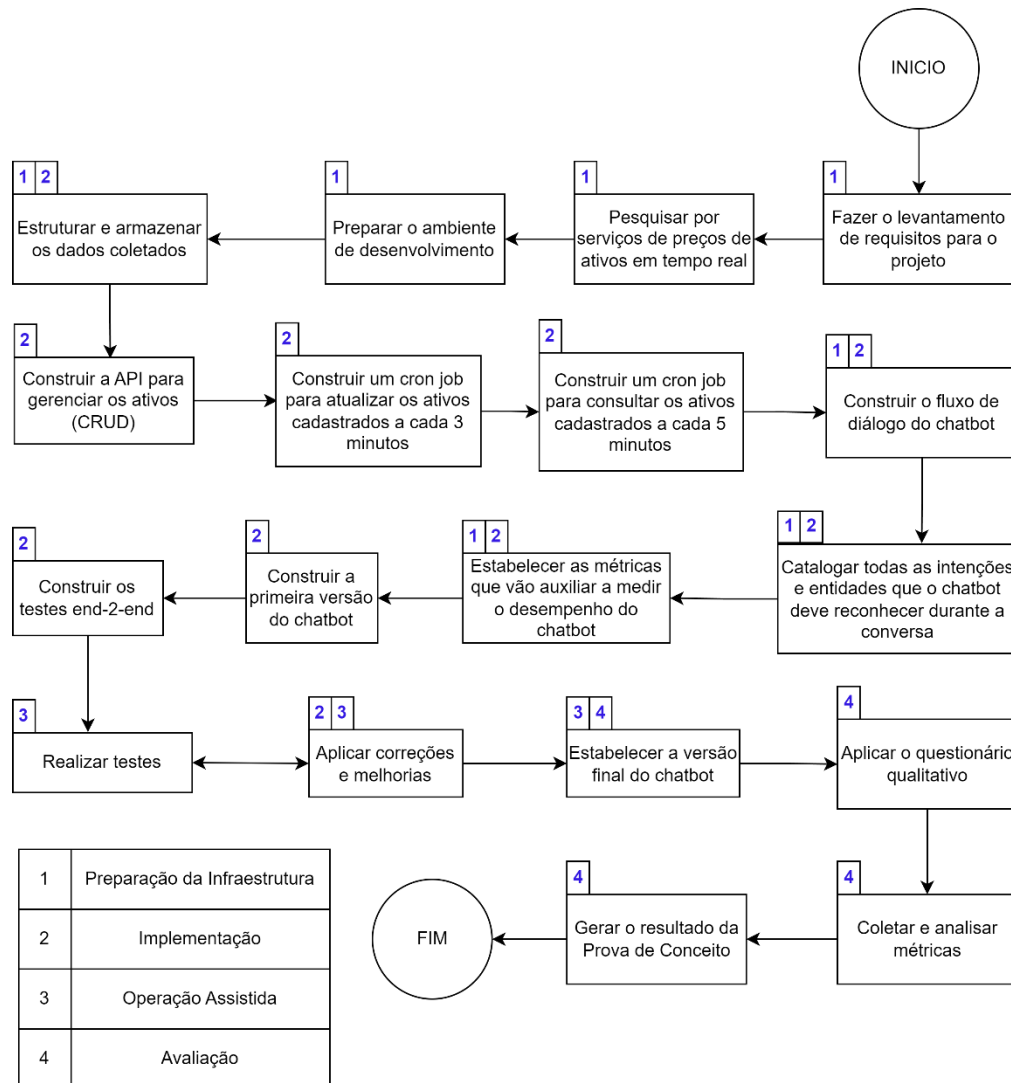 INICIO
1
Fazer o levantamento
de requisitos para o
projeto
1
Pesquisar por
serviços de preços de
ativos em tempo real
1
Preparar o ambiente
de desenvolvimento
1 2
Estruturar e armazenar
os dados coletados
2
Construir a API para
gerenciar os ativos
(CRUD)
2
Construir um cron job
para atualizar os ativos
cadastrados a cada 3
minutos
2
Construir um cron job
para consultar os ativos
cadastrados a cada 5
minutos
1 2
Construir o fluxo de
diálogo do chatbot
1 2
Catalogar todas as intenções
e entidades que o chatbot
deve reconhecer durante a
conversa
1 2
Estabelecer as métricas
que vão auxiliar a medir
o desempenho do
chatbot
2
Construir a
primeira versão
do chatbot
2
Construir os
testes end-2-end
3
Realizar testes
2 3
Aplicar correções
e melhorias
3 4
Estabelecer a versão
final do chatbot
4
Aplicar o questionário
qualitativo
4
Coletar e analisar
métricas
4
Gerar o resultado da
Prova de Conceito
FIM
1 Preparação da Infraestrutura
2 Implementação
3 Operação Assistida
4 Avaliação